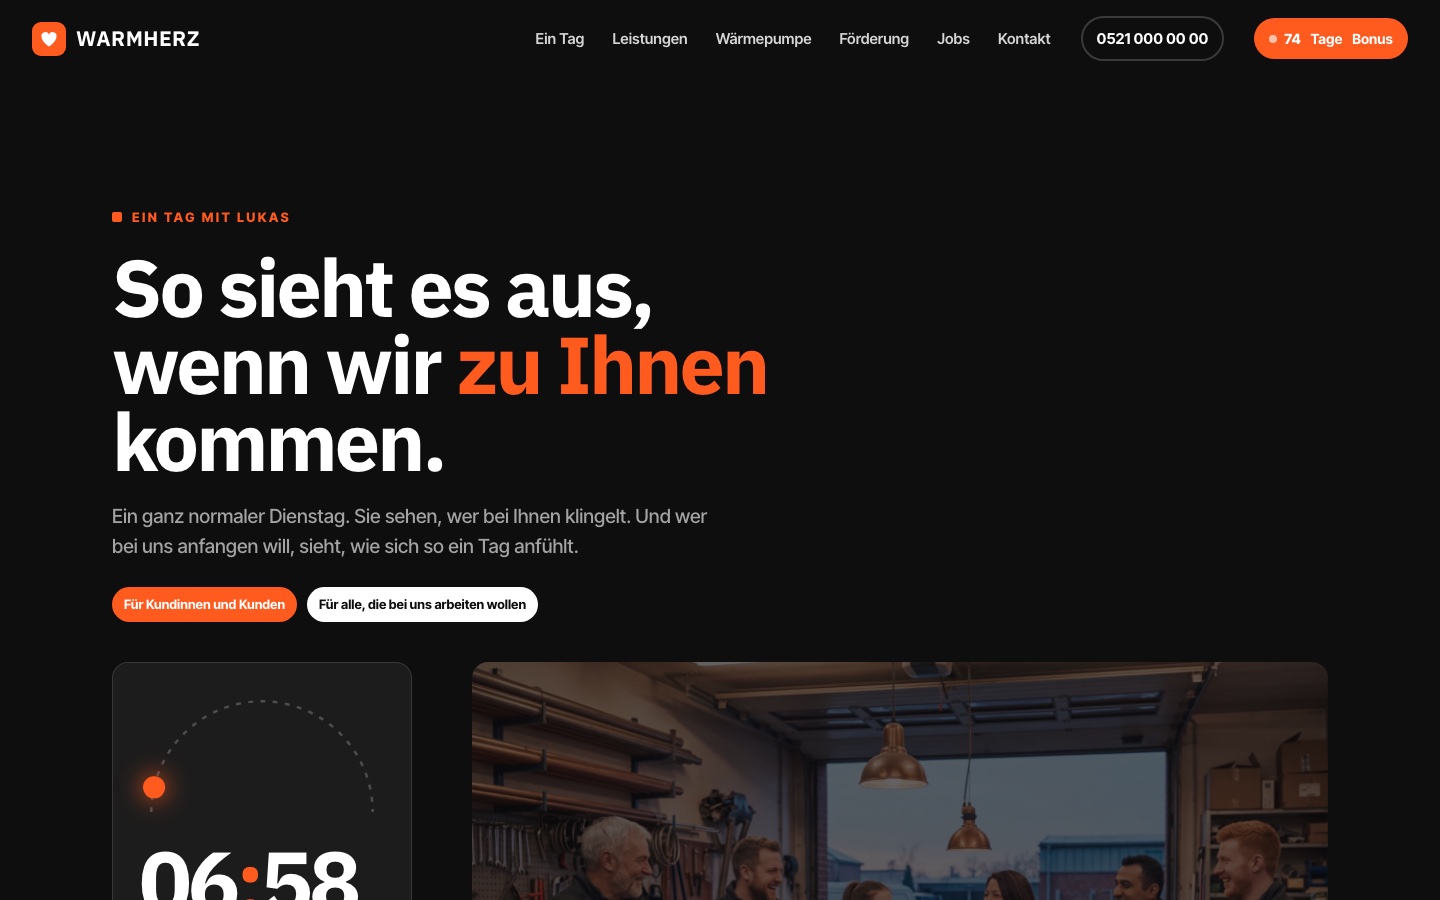 WARMHERZ
Ein Tag
Leistungen
Wärmepumpe
Förderung
Jobs
Kontakt
0521 000 00 00
74 Tage Bonus
EIN TAG MIT LUKAS
So sieht es aus,
wenn wir zu Ihnen
kommen.
Ein ganz normaler Dienstag. Sie sehen, wer bei Ihnen klingelt. Und wer
bei uns anfangen will, sieht, wie sich so ein Tag anfühlt.
Für Kundinnen und Kunden
Für alle, die bei uns arbeiten wollen
06:58